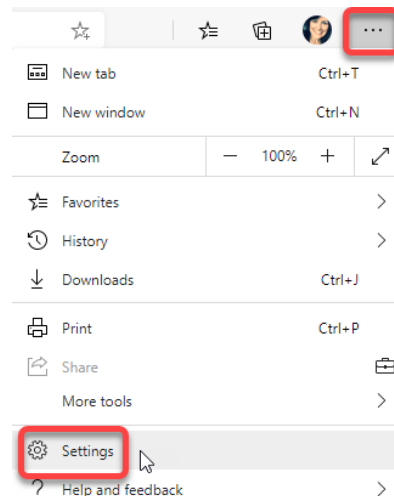 New tab Ctrl+T
New window Ctrl+N
Zoom — 100% +
Favorites
History
Downloads Ctrl+J
Print Ctrl+P
Share
More tools
Settings
Help and feedback